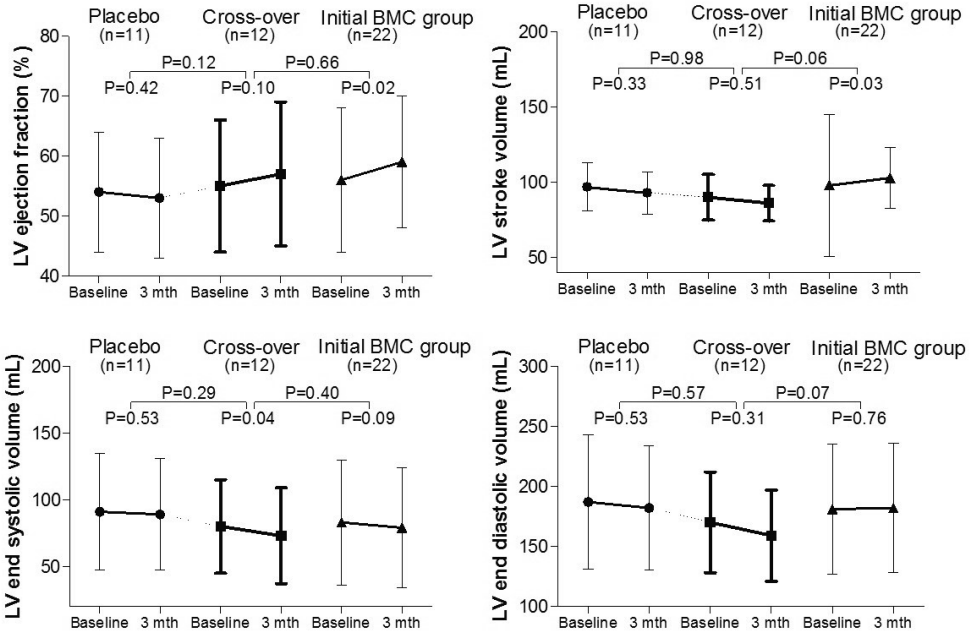 Placebo Cross-over Initial BMC group
(n=11) (n=12) (n=22)
P=0.12 P=0.66
P=0.42 P=0.10 P=0.02
LV ejection fraction (%)
80
70
60
50
40
Baseline 3 mth Baseline 3 mth Baseline 3 mth
Placebo Cross-over Initial BMC group
(n=11) (n=12) (n=22)
P=0.98 P=0.06
P=0.33 P=0.51 P=0.03
LV stroke volume (mL)
200
150
100
50
Baseline 3 mth Baseline 3 mth Baseline 3 mth
Placebo Cross-over Initial BMC group
(n=11) (n=12) (n=22)
P=0.29 P=0.40
P=0.53 P=0.04 P=0.09
LV end systolic volume (mL)
200
150
100
50
Baseline 3 mth Baseline 3 mth Baseline 3 mth
Placebo Cross-over Initial BMC group
(n=11) (n=12) (n=22)
P=0.57 P=0.07
P=0.53 P=0.31 P=0.76
LV end diastolic volume (mL)
300
250
200
150
100
Baseline 3 mth Baseline 3 mth Baseline 3 mth